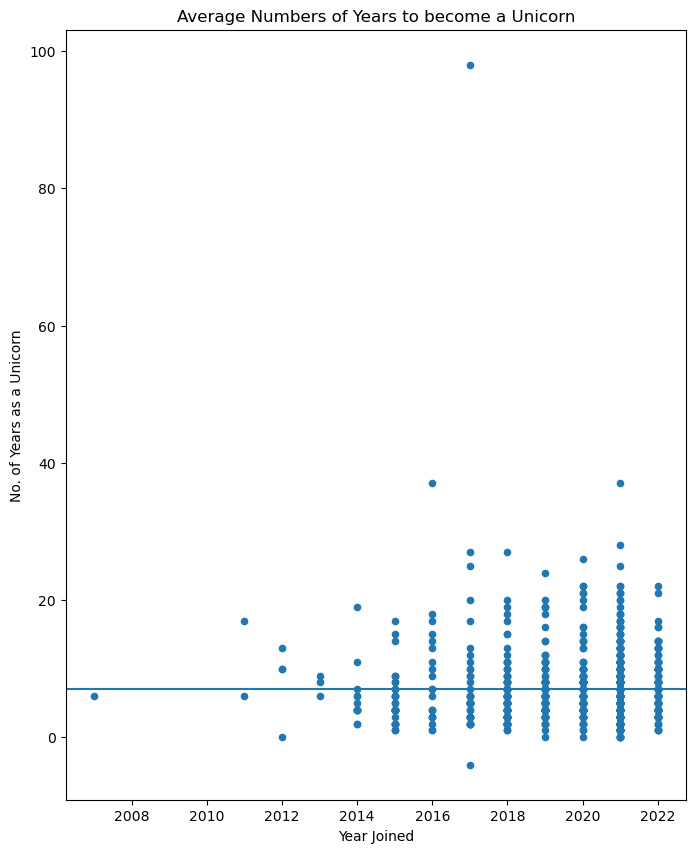 Average Numbers of Years to become a Unicorn
100
80
60
40
20
0
No. of Years as a Unicorn
2008 2010 2012 2014 2016 2018 2020 2022
Year Joined